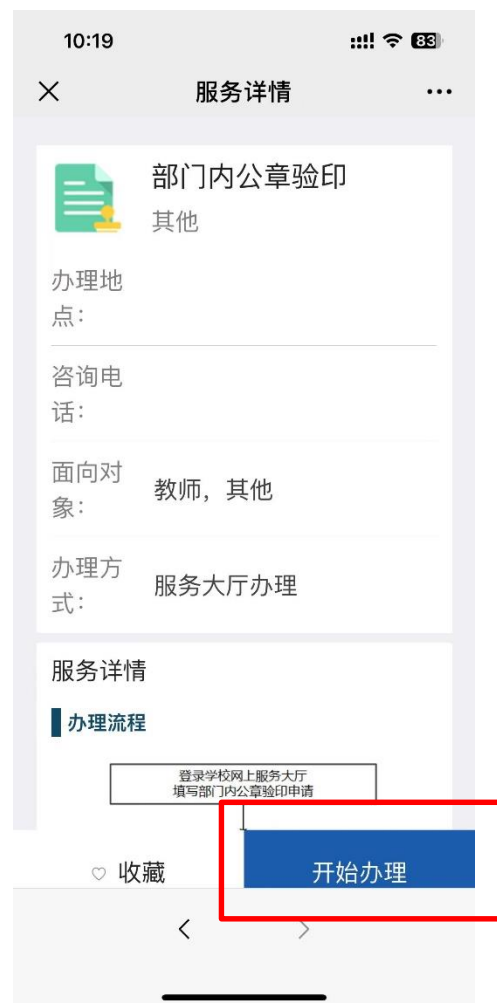 10:19
83
服务详情
部门内公章验印
其他
办理地
点：
咨询电
话：
面向对
象：
教师，其他
办理方
式：
服务大厅办理
服务详情
办理流程
登录学校网上服务大厅
填写部门内公章验印申请
收藏
开始办理